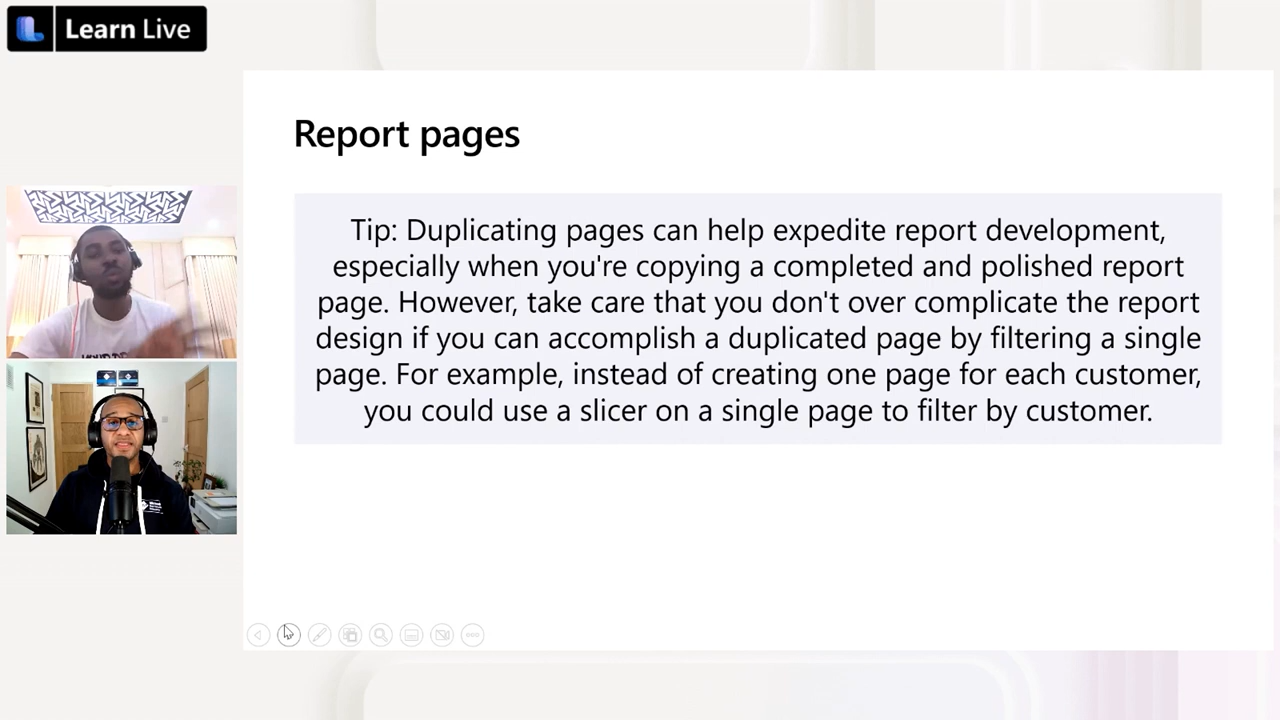 Learn Live
Report pages
Tip: Duplicating pages can help expedite report development,
especially when you're copying a completed and polished report
page. However, take care that you don't over complicate the report
design if you can accomplish a duplicated page by filtering a single
page. For example, instead of creating one page for each customer,
you could use a slicer on a single page to filter by customer.